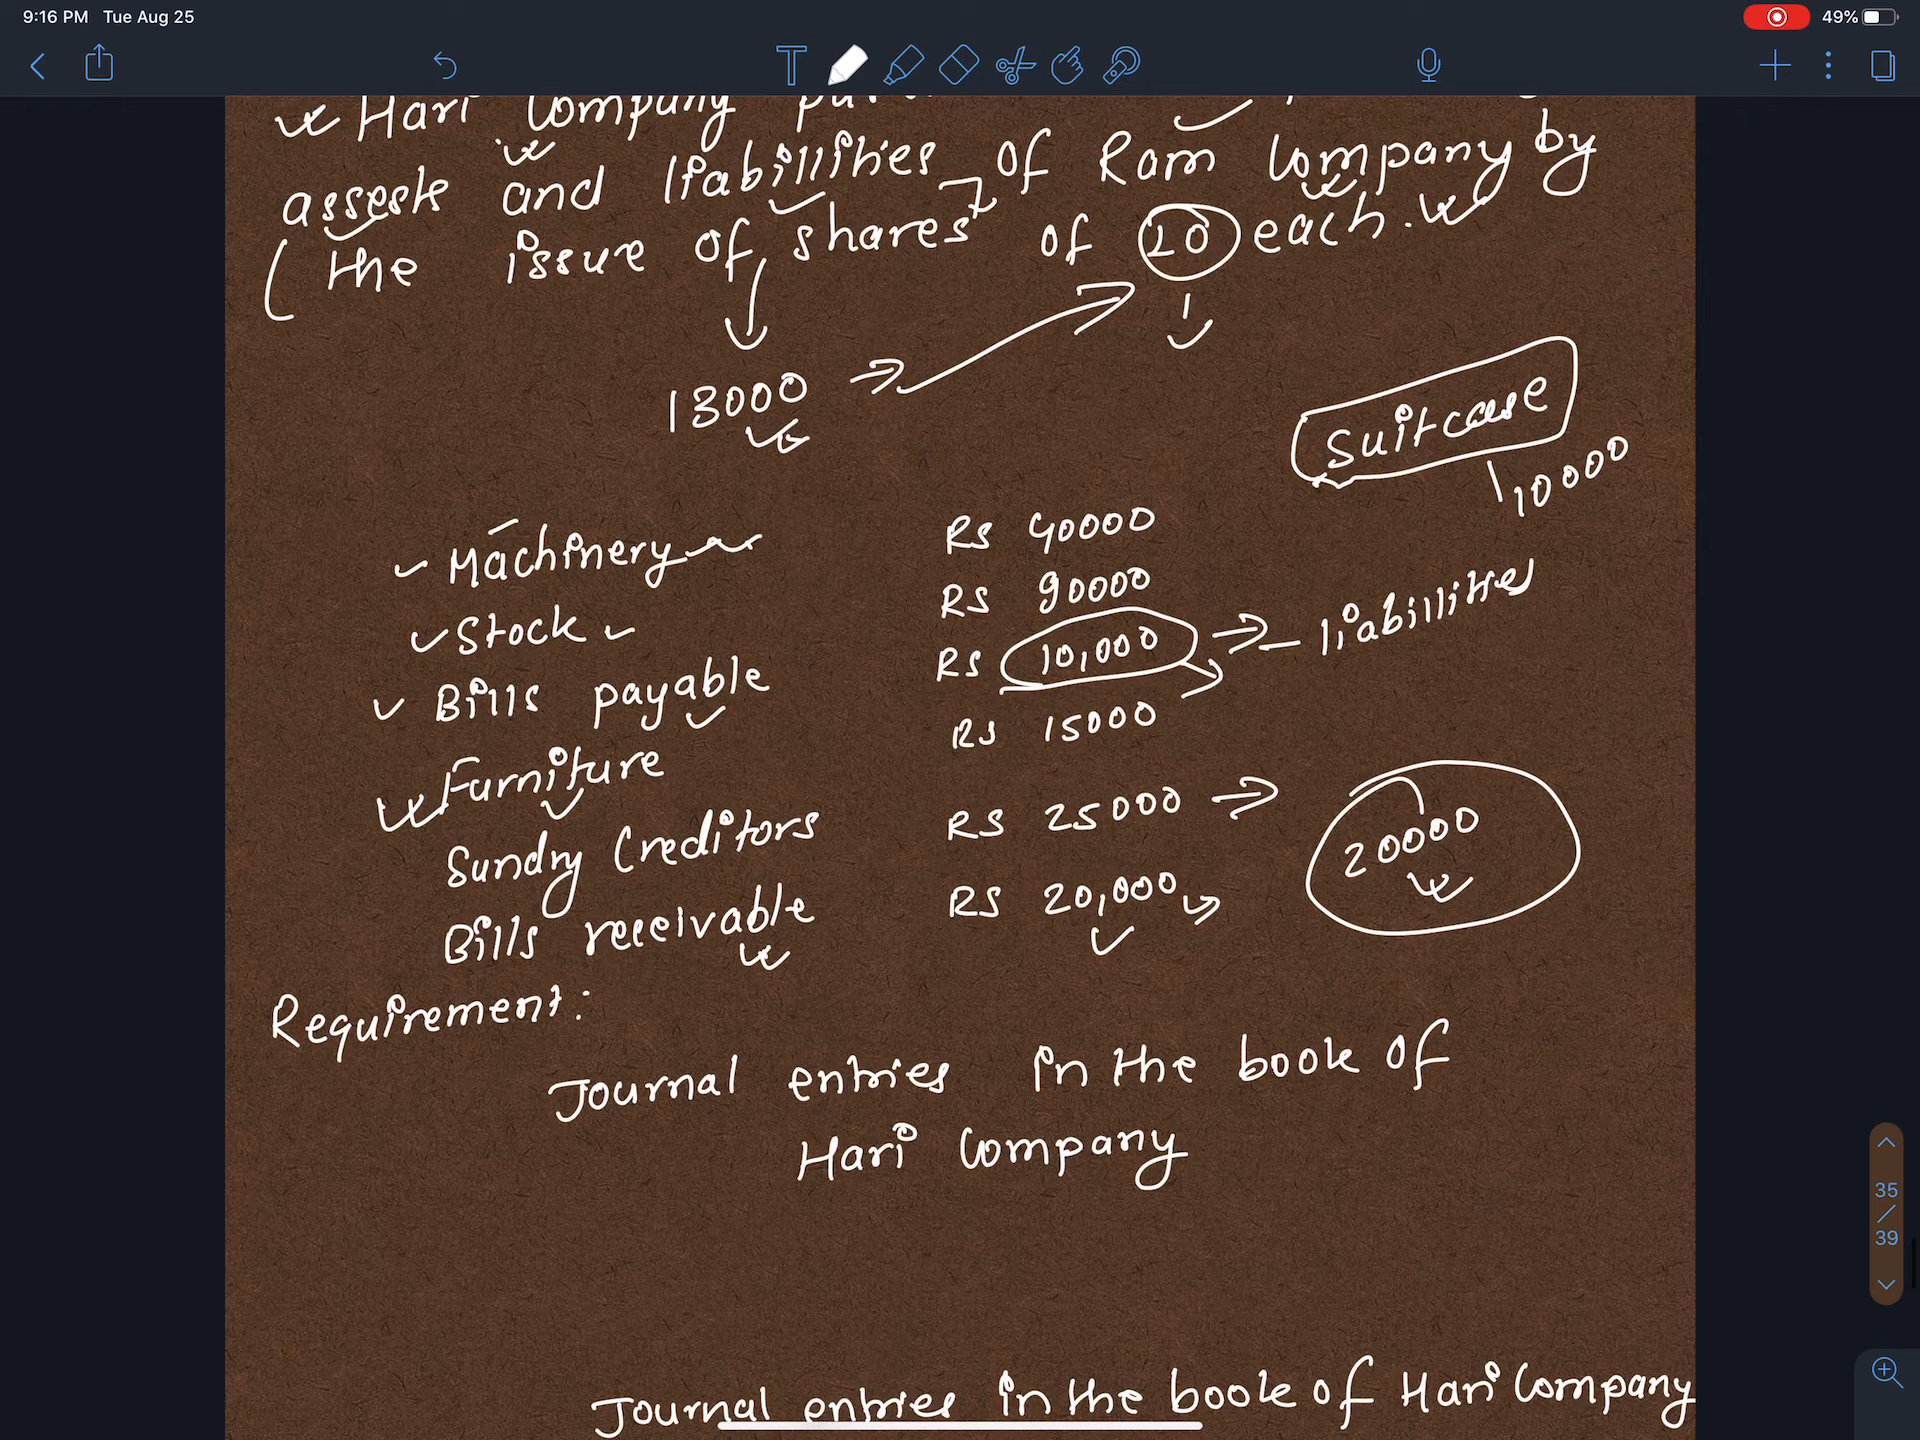 9:16 PM Tue Aug 25
49%
Hari Company
assests and liabillities of Ram Company by
the issue of shares of 20 each.
13000
Suitcase
10000
Machinery Rs 40000
Stock Rs 90000
Bills payable Rs 10,000 liabillities
Furniture Rs 15000
Sundry Creditors Rs 25000 20000
Bills receivable Rs 20,000
Requirement:
Journal entries in the book of
Hari Company
35
/
39
Journal entries in the book of Hari Company